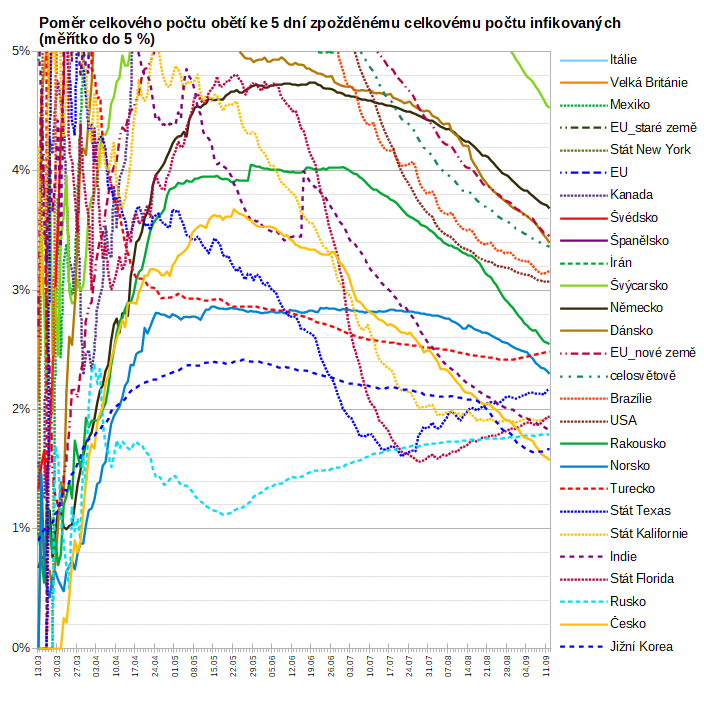 Poměr celkového počtu obětí ke 5 dní zpožděnému celkovému počtu infikovaných
(měřítko do 5 %)
5%
4%
3%
2%
1%
0%
13.03
20.03
27.03
03.04
10.04
17.04
24.04
01.05
08.05
15.05
22.05
29.05
05.06
12.06
19.06
26.06
03.07
10.07
17.07
24.07
31.07
07.08
14.08
21.08
28.08
04.09
11.09
Itálie
Velká Británie
Mexiko
EU_staré země
Stát New York
EU
Kanada
Švédsko
Španělsko
Írán
Švýcarsko
Německo
Dánsko
EU_nové země
celosvětově
Brazílie
USA
Rakousko
Norsko
Turecko
Stát Texas
Stát Kalifornie
Indie
Stát Florida
Rusko
Česko
Jižní Korea